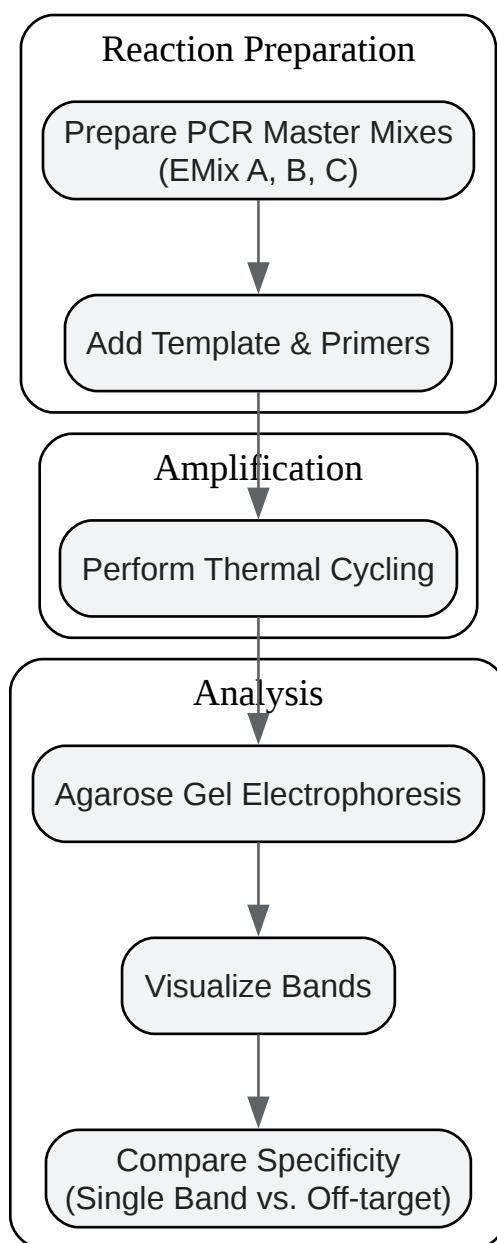 Reaction Preparation
Prepare PCR Master Mixes
(EMix A, B, C)
Add Template & Primers
Amplification
Perform Thermal Cycling
Analysis
Agarose Gel Electrophoresis
Visualize Bands
Compare Specificity
(Single Band vs. Off-target)